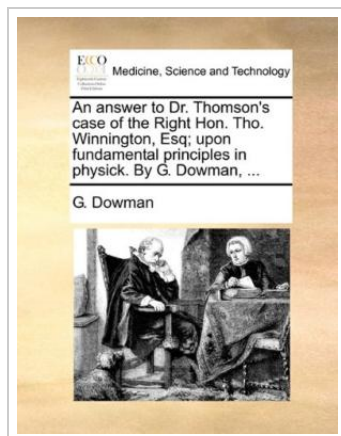 ECCO
Medicine, Science and Technology
An answer to Dr. Thomson's
case of the Right Hon. Tho.
Winnington, Esq; upon
fundamental principles in
physick. By G. Dowman, ...
G. Dowman